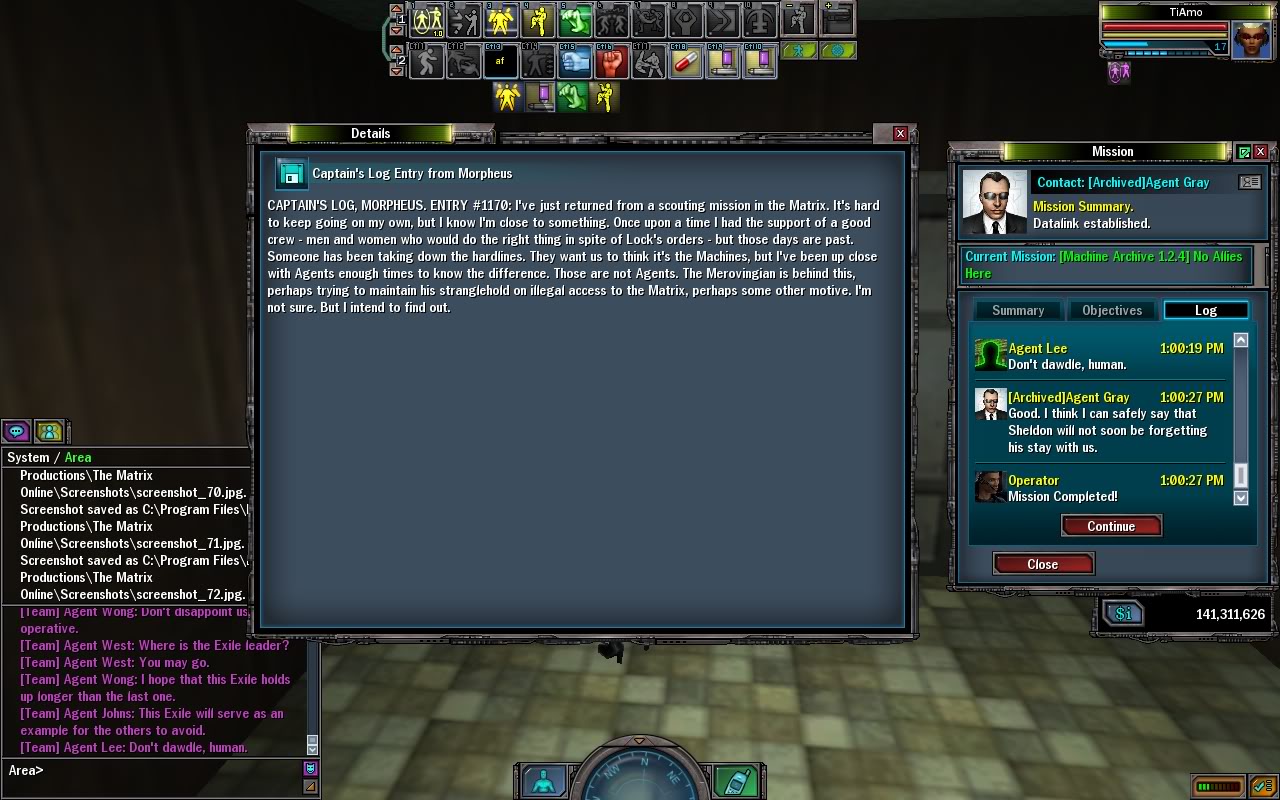 TiAmo
17
1
1.0
2
af
Details
Captain's Log Entry from Morpheus
CAPTAIN'S LOG, MORPHEUS. ENTRY #1170: I've just returned from a scouting mission in the Matrix. It's hard
to keep going on my own, but I know I'm close to something. Once upon a time I had the support of a good
crew - men and women who would do the right thing in spite of Lock's orders - but those days are past.
Someone has been taking down the hardlines. They want us to think it's the Machines, but I've been up close
with Agents enough times to know the difference. Those are not Agents. The Merovingian is behind this,
perhaps trying to maintain his stranglehold on illegal access to the Matrix, perhaps some other motive. I'm
not sure. But I intend to find out.
Mission
Contact: [Archived]Agent Gray
Mission Summary.
Datalink established.
Current Mission: [Machine Archive 1.2.4] No Allies
Here
Summary
Objectives
Log
Agent Lee 1:00:19 PM
Don't dawdle, human.
[Archived]Agent Gray 1:00:27 PM
Good. I think I can safely say that
Sheldon will not soon be forgetting
his stay with us.
Operator 1:00:27 PM
Mission Completed!
Continue
Close
$i 141,311,626
System / Area
Productions\The Matrix
Online\Screenshots\screenshot_70.jpg.
Screenshot saved as C:\Program Files\
Productions\The Matrix
Online\Screenshots\screenshot_71.jpg.
Screenshot saved as C:\Program Files\
Productions\The Matrix
Online\Screenshots\screenshot_72.jpg.
[Team] Agent Wong: Don't disappoint us,
operative.
[Team] Agent West: Where is the Exile leader?
[Team] Agent West: You may go.
[Team] Agent Wong: I hope that this Exile holds
up longer than the last one.
[Team] Agent Johns: This Exile will serve as an
example for the others to avoid.
[Team] Agent Lee: Don't dawdle, human.
Area>
NW N NE